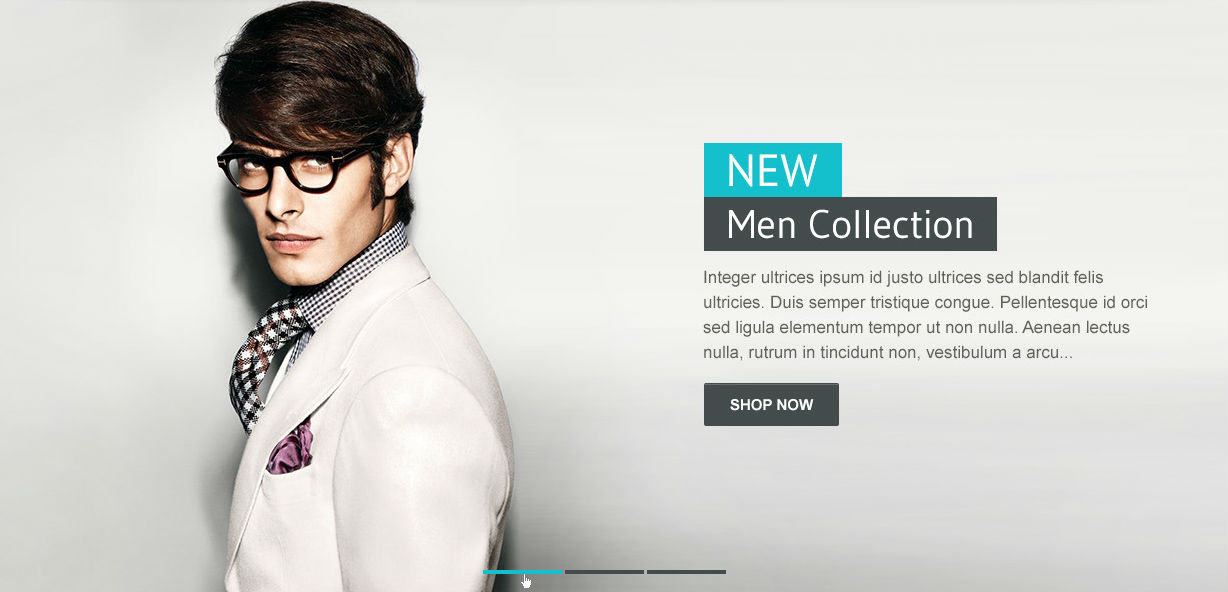 NEW
Men Collection
Integer ultrices ipsum id justo ultrices sed blandit felis
ultricies. Duis semper tristique congue. Pellentesque id orci
sed ligula elementum tempor ut non nulla. Aenean lectus
nulla, rutrum in tincidunt non, vestibulum a arcu...
SHOP NOW